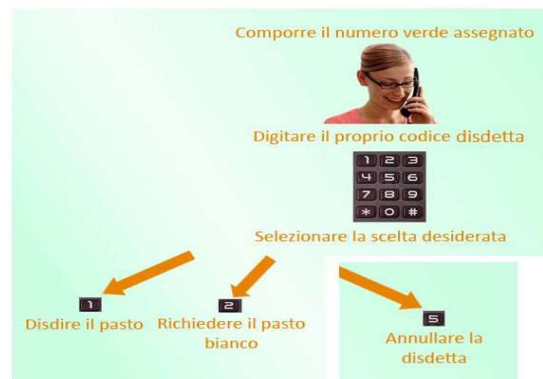 Comporre il numero verde assegnato
Digitare il proprio codice disdetta
1 2 3
4 5 6
7 8 9
* 0 #
Selezionare la scelta desiderata
1
Disdire il pasto
2
Richiedere il pasto
bianco
5
Annullare la
disdetta